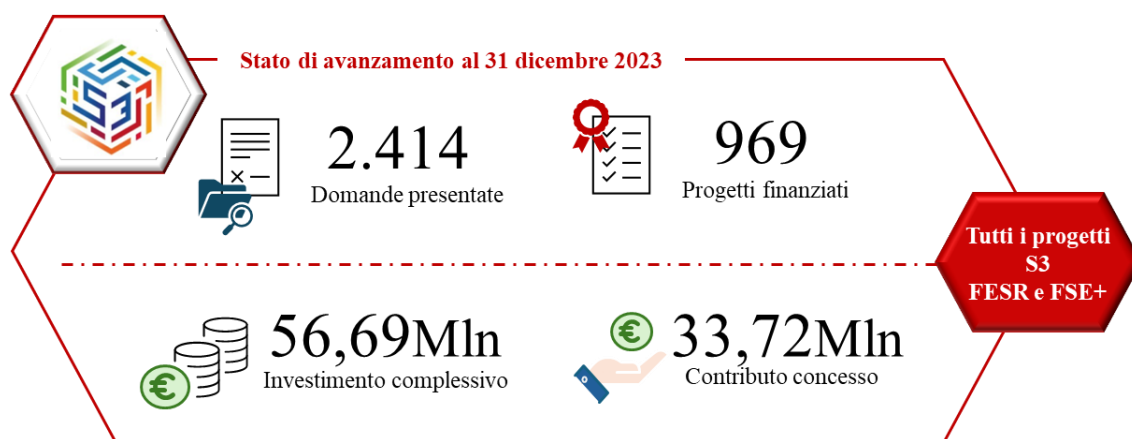 S3
Stato di avanzamento al 31 dicembre 2023
2.414
Domande presentate
969
Progetti finanziati
Tutti i progetti
S3
FESR e FSE+
56,69Mln
Investimento complessivo
33,72Mln
Contributo concesso